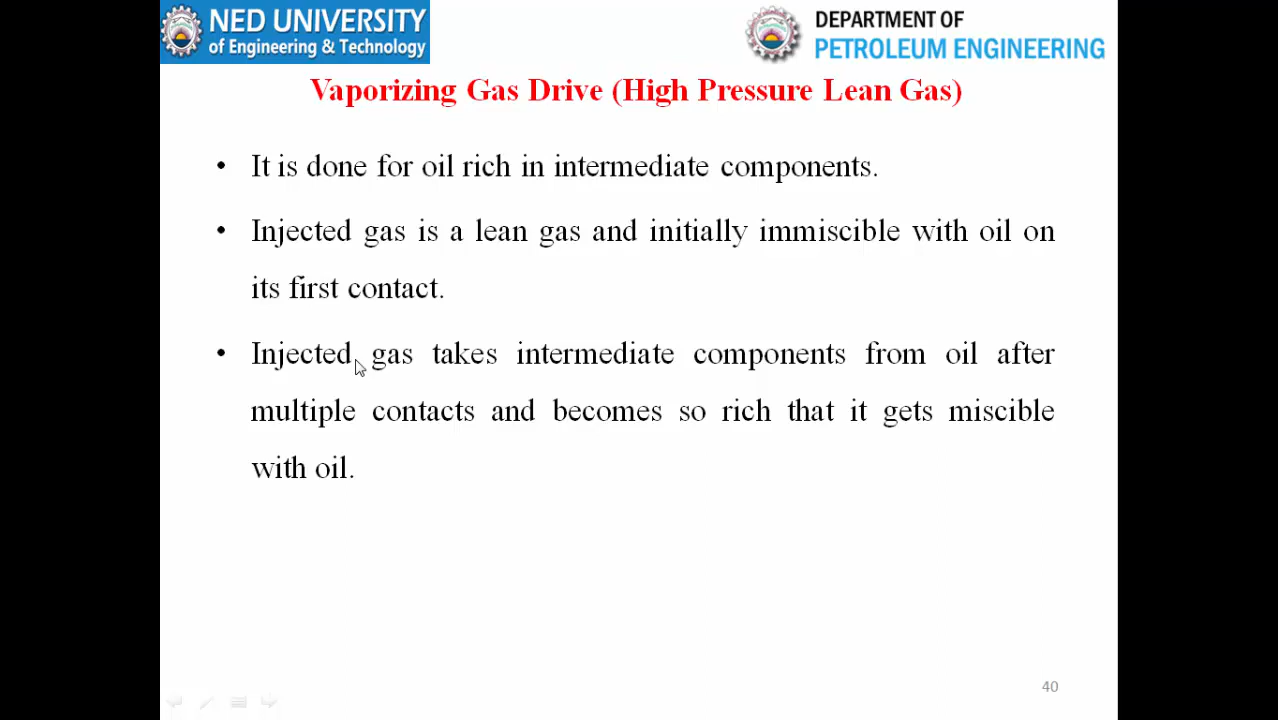 NED UNIVERSITY
of Engineering & Technology
DEPARTMENT OF
PETROLEUM ENGINEERING
Vaporizing Gas Drive (High Pressure Lean Gas)
• It is done for oil rich in intermediate components.
• Injected gas is a lean gas and initially immiscible with oil on
its first contact.
• Injected gas takes intermediate components from oil after
multiple contacts and becomes so rich that it gets miscible
with oil.
40